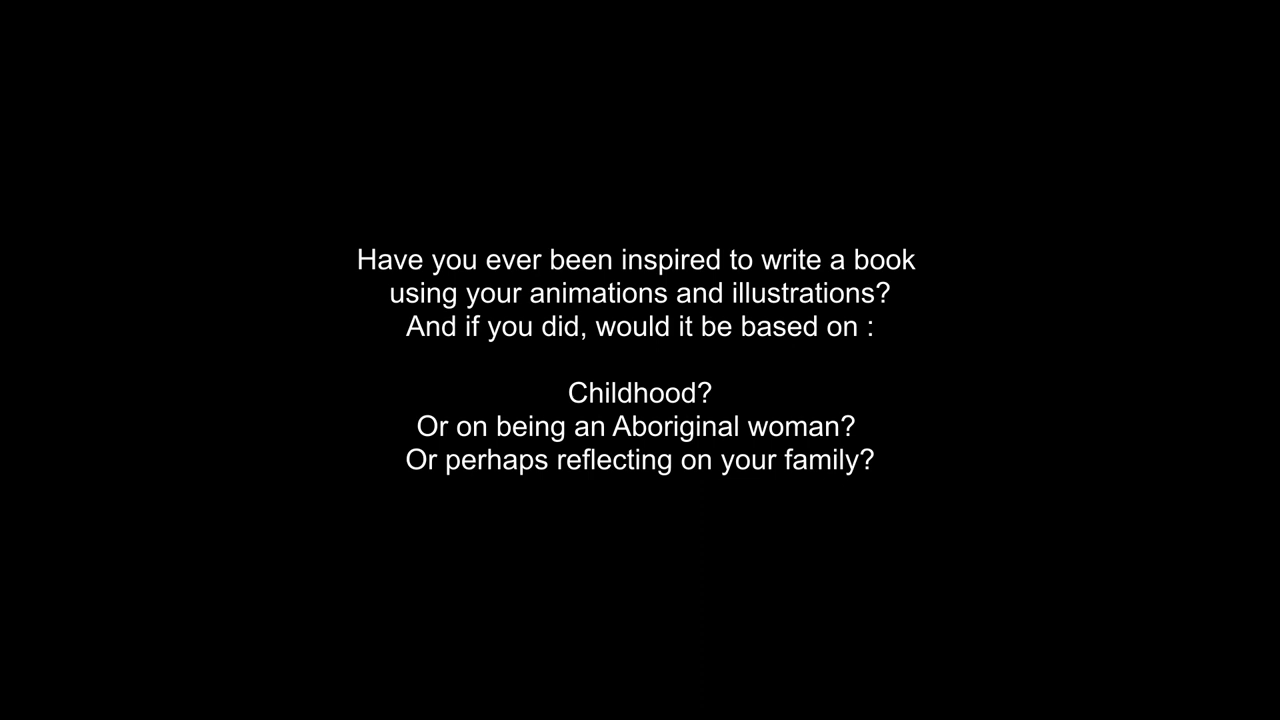 Have you ever been inspired to write a book
using your animations and illustrations?
And if you did, would it be based on :
Childhood?
Or on being an Aboriginal woman?
Or perhaps reflecting on your family?